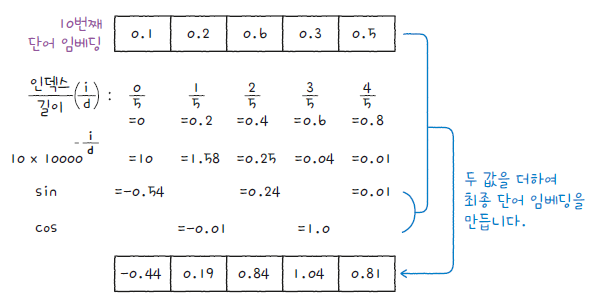 10번째
단어 임베딩
0.1 0.2 0.6 0.3 0.5
인덱스/길이 (i/d) : 0/5 1/5 2/5 3/5 4/5
=0 =0.2 =0.4 =0.6 =0.8
10 x 10000^(-i/d) =10 =1.58 =0.25 =0.04 =0.01
sin =-0.54 =0.24 =0.01
cos =-0.01 =1.0
두 값을 더하여
최종 단어 임베딩을
만듭니다.
-0.44 0.19 0.84 1.04 0.81